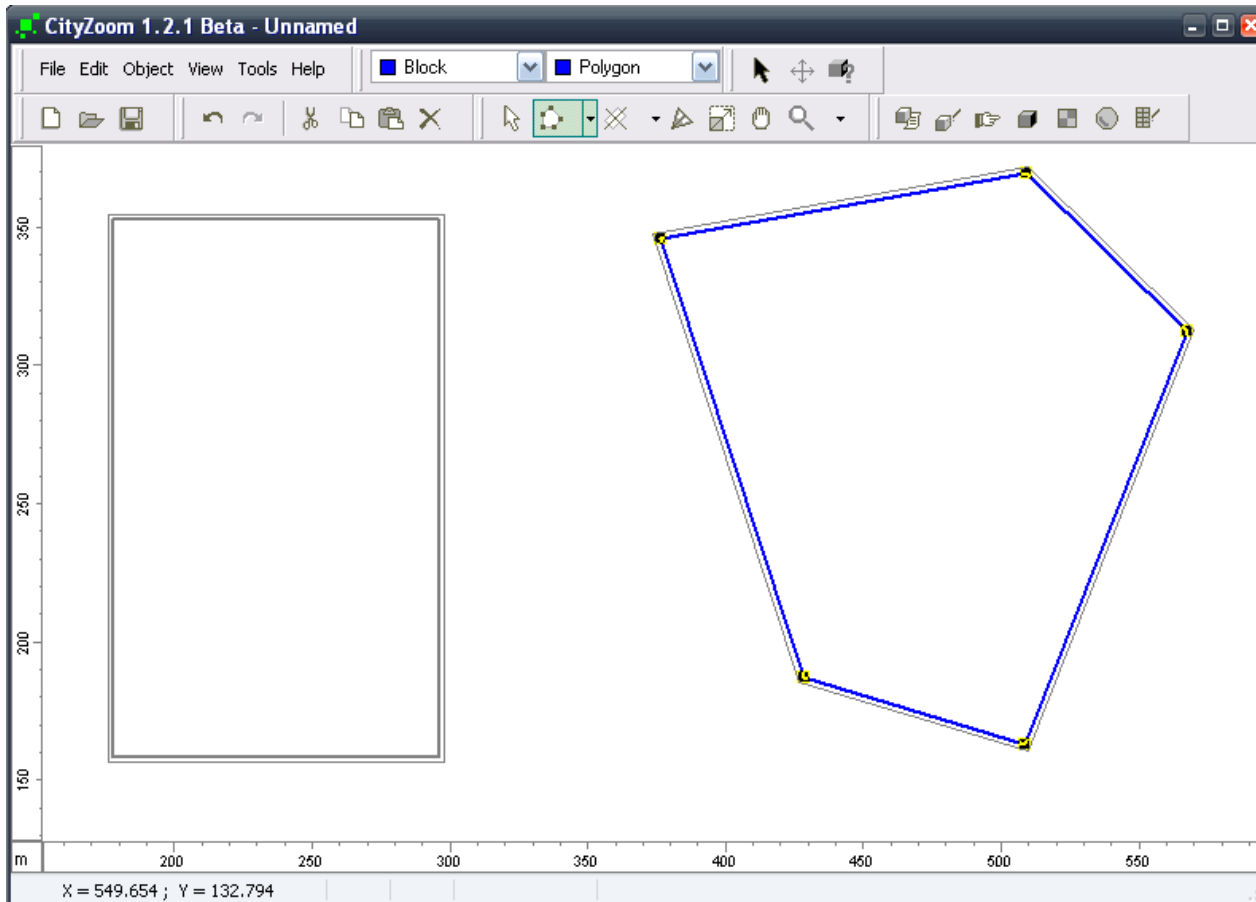 CityZoom 1.2.1 Beta - Unnamed
File Edit Object View Tools Help Block Polygon
350
300
250
200
150
m 200 250 300 350 400 450 500 550
X = 549.654 ; Y = 132.794